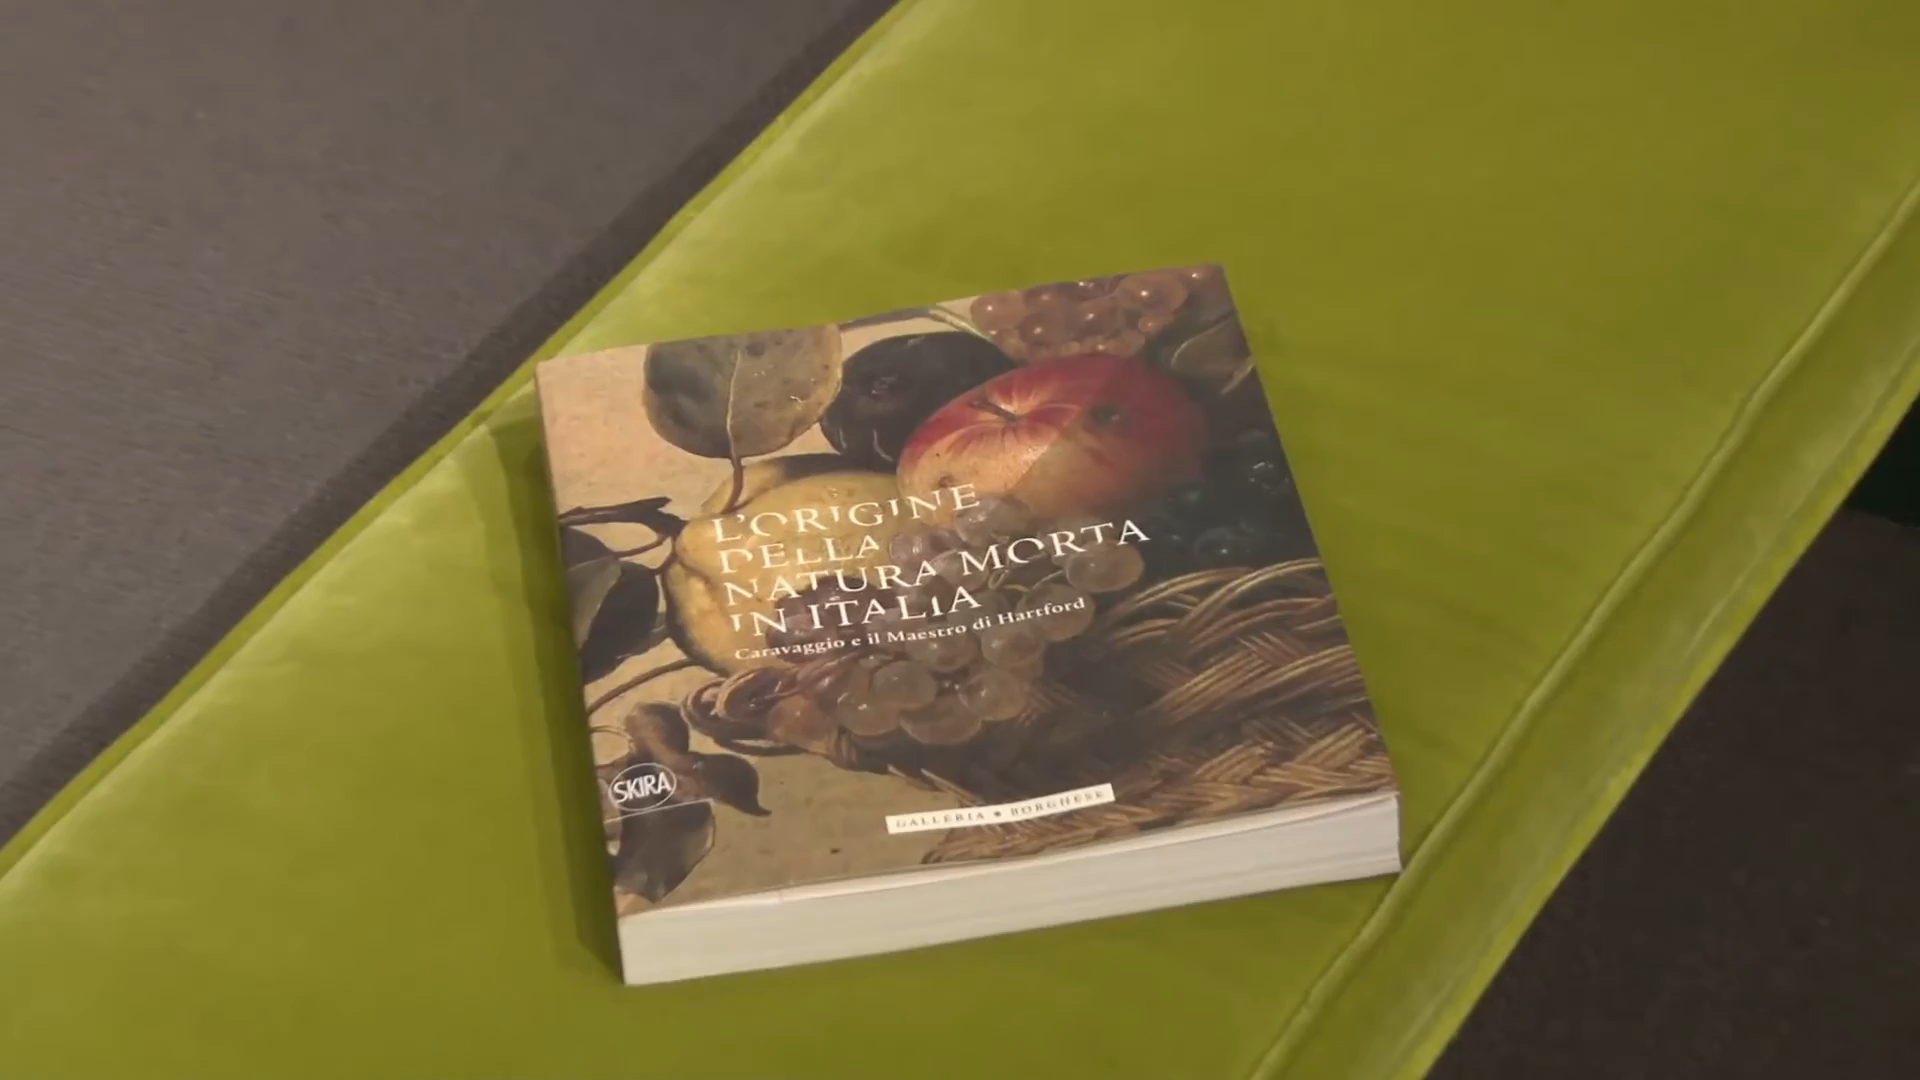 L'ORIGINE
DELLA
NATURA MORTA
IN ITALIA
Caravaggio e il Maestro di Hartford
SKIRA
GALLERIA BORGHESE